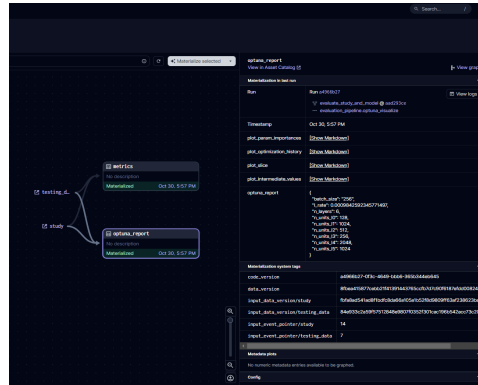 Search...
/
Materialize selected
metrics
No description
Materialized Oct 30, 5:57 PM
testing_d...
study
optuna_report
No description
Materialized Oct 30, 5:57 PM
optuna_report
View in Asset Catalog
View grap
Materialization in last run
Run
Run a4966b27
View logs
evaluate_study_and_model @ aad293ce
evaluation_pipeline.optuna_visualize
Timestamp
Oct 30, 5:57 PM
plot_param_importances
[Show Markdown]
plot_optimization_history
[Show Markdown]
plot_slice
[Show Markdown]
plot_intermediate_values
[Show Markdown]
optuna_report
{
"batch_size": "256",
"n_layers": 6,
"n_units_l0": 128,
"n_units_l1": 1024,
"n_units_l2": 512,
"n_units_l3": 256,
"n_units_l4": 2048,
"n_units_l5": 1024
}
Materialization system tags
code_version
data_version
input_data_version/study
input_data_version/testing_data
input_event_pointer/study
14
input_event_pointer/testing_data
7
Metadata plots
No numeric metadata entries available to be graphed.
Config